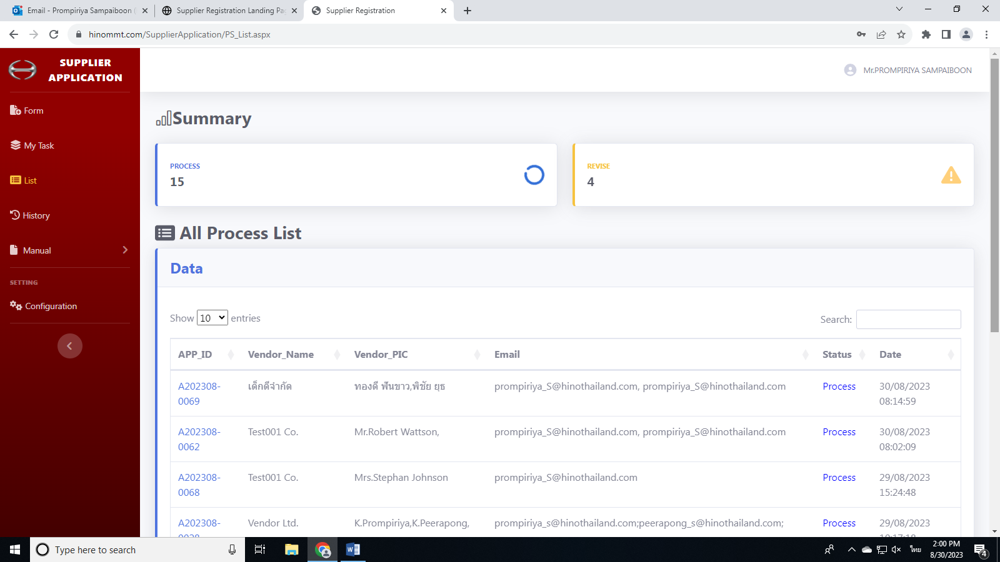 Email - Prompiriya Sampaiboon (
Supplier Registration Landing Pa
Supplier Registration
hinommt.com/SupplierApplication/PS_List.aspx
SUPPLIER
APPLICATION
Mr.PROMPIRIYA SAMPAIBOON
Form
My Task
List
History
Manual
SETTING
Configuration
Summary
PROCESS
15
REVISE
4
All Process List
Data
Show 10 entries
Search:
APP_ID Vendor_Name Vendor_PIC Email Status Date
A202308-0069 เด็กดีจำกัด ทองดี ฟันขาว,พิชัย ยุธ prompiriya_S@hinothailand.com, prompiriya_S@hinothailand.com Process 30/08/2023 08:14:59
A202308-0062 Test001 Co. Mr.Robert Wattson, prompiriya_S@hinothailand.com, prompiriya_S@hinothailand.com Process 30/08/2023 08:02:09
A202308-0068 Test001 Co. Mrs.Stephan Johnson prompiriya_S@hinothailand.com Process 29/08/2023 15:24:48
A202308- Vendor Ltd. K.Prompiriya,K.Peerapong, prompiriya_s@hinothailand.com;peerapong_s@hinothailand.com; Process 29/08/2023
Type here to search
ไทย
2:00 PM
8/30/2023
4